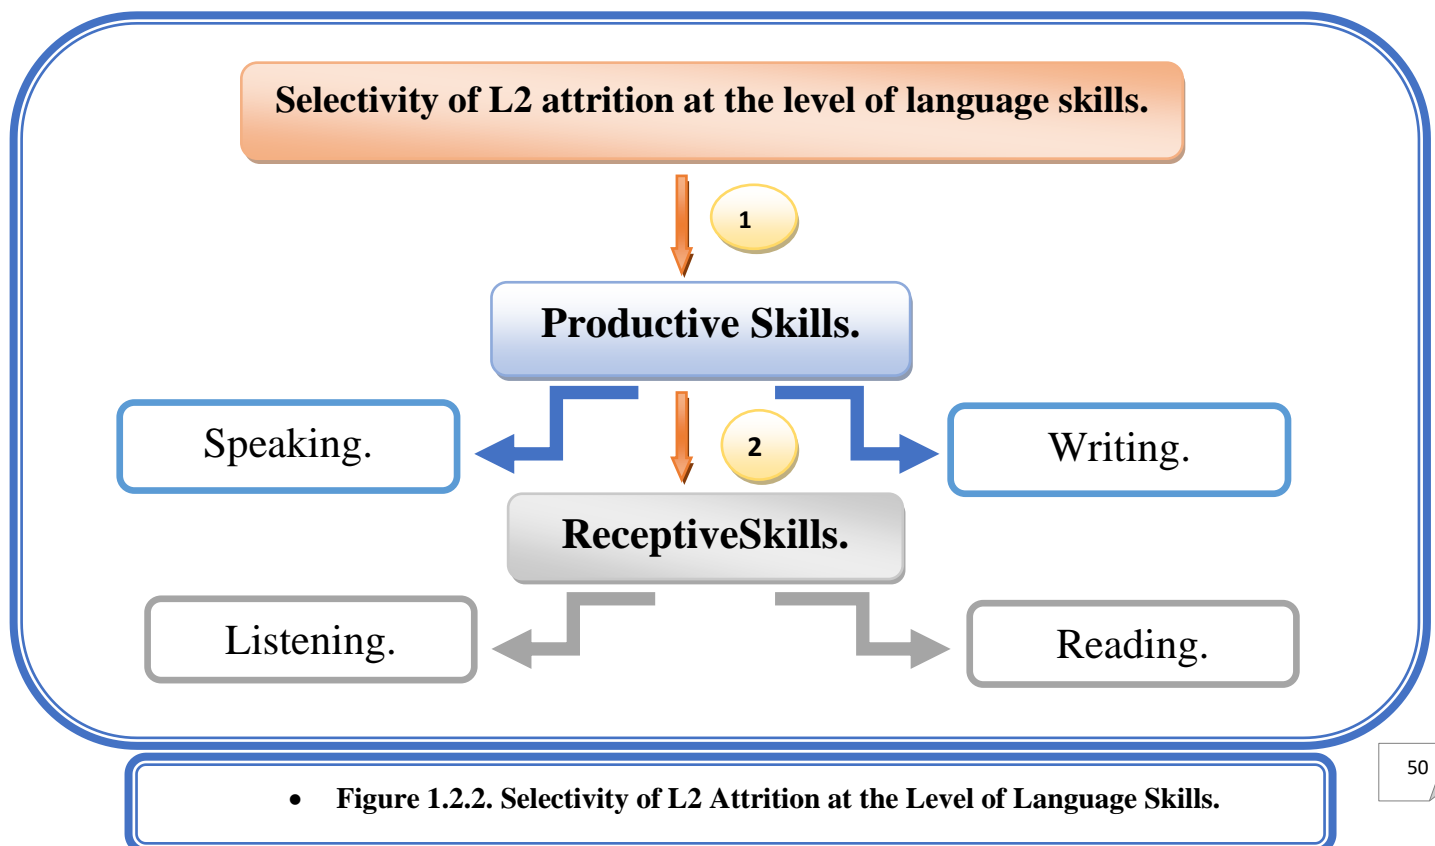 Selectivity of L2 attrition at the level of language skills.
1
Productive Skills.
Speaking.
2
Writing.
ReceptiveSkills.
Listening.
Reading.
50
• Figure 1.2.2. Selectivity of L2 Attrition at the Level of Language Skills.